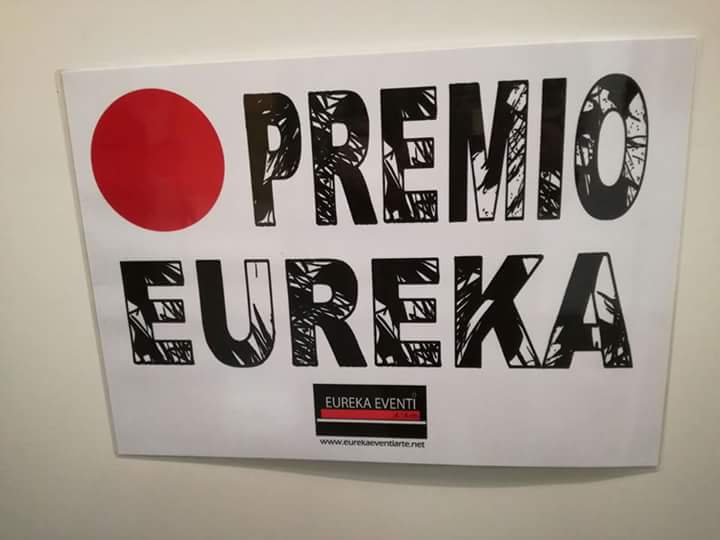 PREMIO
EUREKA
EUREKA EVENTI
www.eurekaeventiarte.net